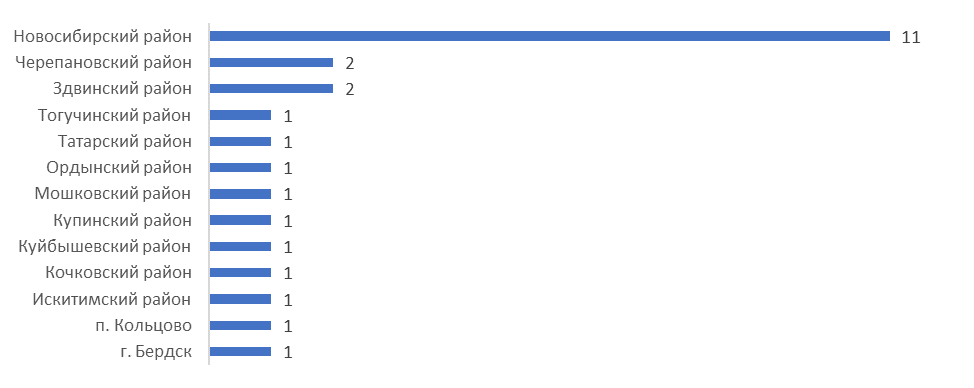 Новосибирский район 11
Черепановский район 2
Здвинский район 2
Тогучинский район 1
Татарский район 1
Ордынский район 1
Мошковский район 1
Купинский район 1
Куйбышевский район 1
Кочковский район 1
Искитимский район 1
п. Кольцово 1
г. Бердск 1